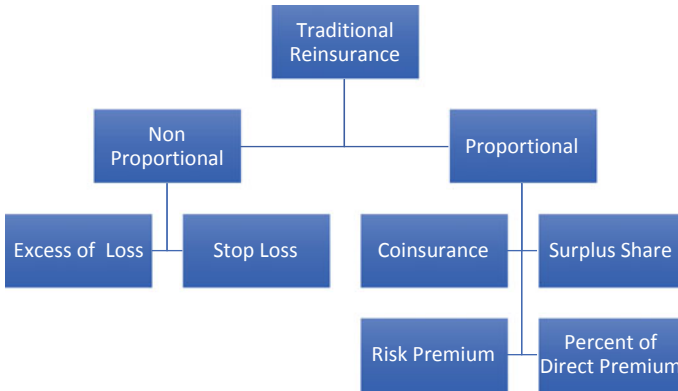 Traditional
Reinsurance
Non
Proportional
Proportional
Excess of Loss
Stop Loss
Coinsurance
Surplus Share
Risk Premium
Percent of
Direct Premium